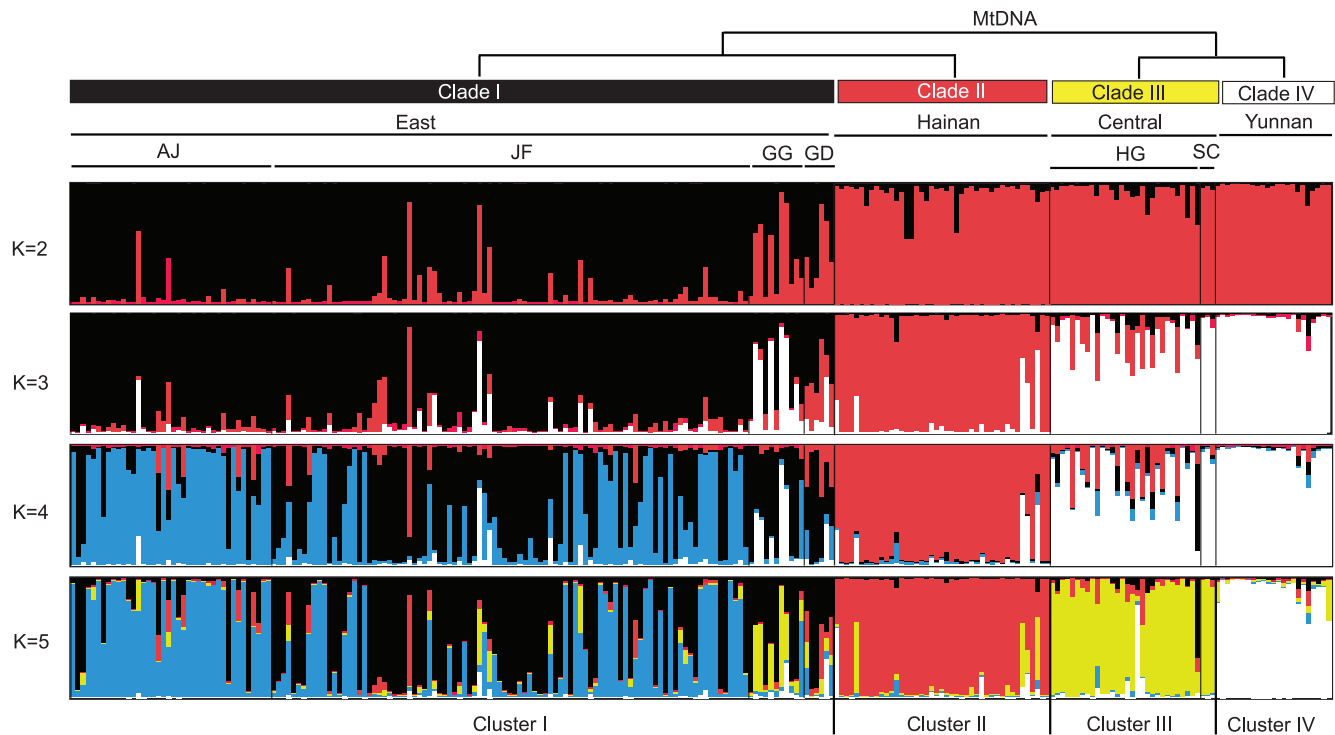 MtDNA
Clade I Clade II Clade III Clade IV
East Hainan Central Yunnan
AJ JF GG GD HG SC
K=2
K=3
K=4
K=5
Cluster I Cluster II Cluster III Cluster IV